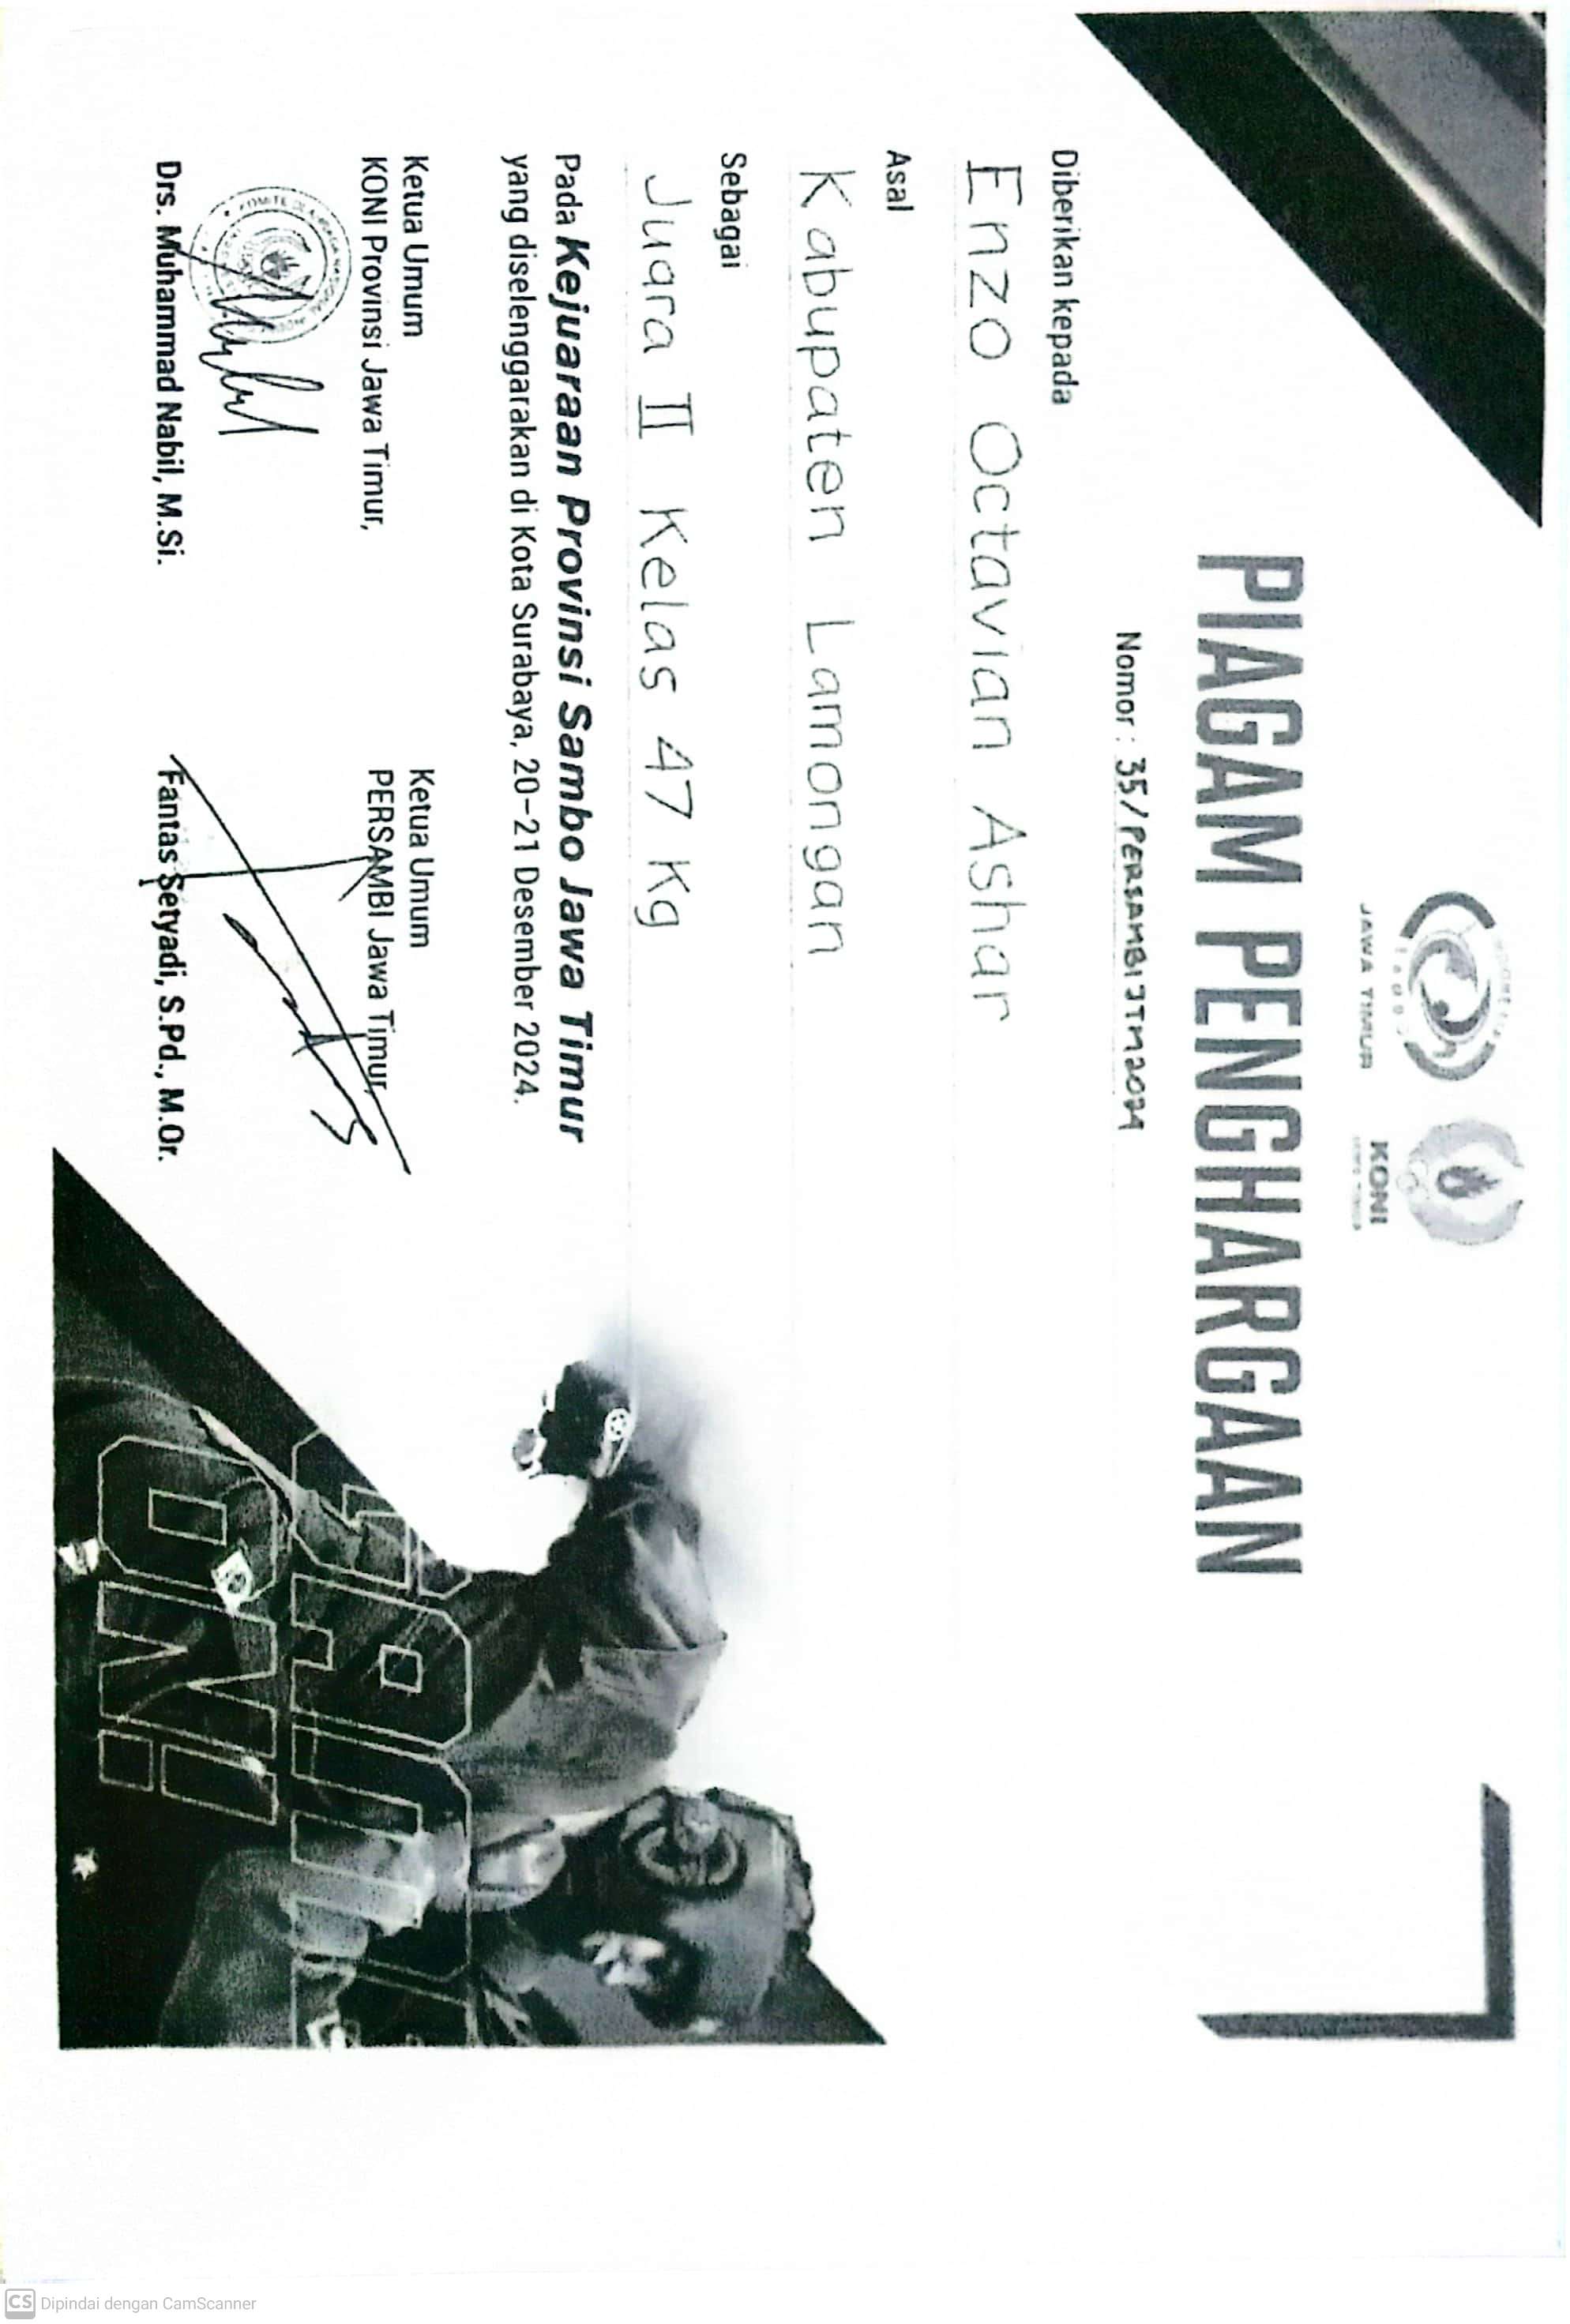 JAWA TIMUR
KONI
PIAGAM PENGHARGAAN
Nomor : 35/PERSAMBIJTM2024
Diberikan kepada
Enzo Octavian Ashar
Asal
Kabupaten Lamongan
Sebagai
Juara II Kelas 47 Kg
Pada Kejuaraan Provinsi Sambo Jawa Timur
yang diselenggarakan di Kota Surabaya, 20-21 Desember 2024.
Ketua Umum
KONI Provinsi Jawa Timur,
Drs. Muhammad Nabil, M.Si.
Ketua Umum
PERSAMBI Jawa Timur,
Fantas Setyadi, S.Pd., M.Or.
CS Dipindai dengan CamScanner